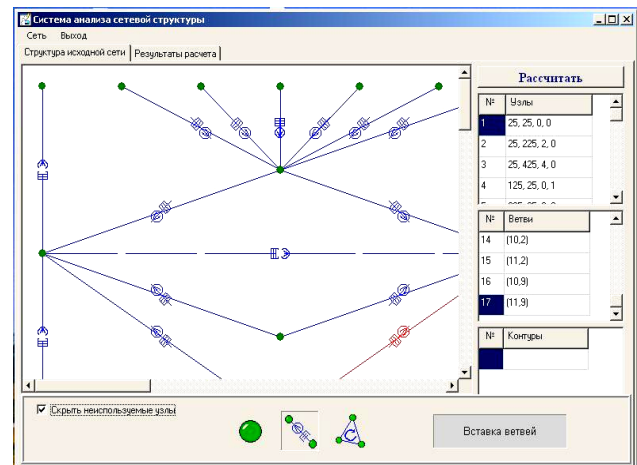 Система анализа сетевой структуры
Сеть Выход
Структура исходной сети Результаты расчета
Рассчитать
№ Узлы
1 25, 25, 0, 0
2 25, 225, 2, 0
3 25, 425, 4, 0
4 125, 25, 0, 1
№ Ветви
14 (10,2)
15 (11,2)
16 (10,9)
17 (11,9)
№ Контуры
Скрыть неиспользуемые узлы
Вставка ветвей